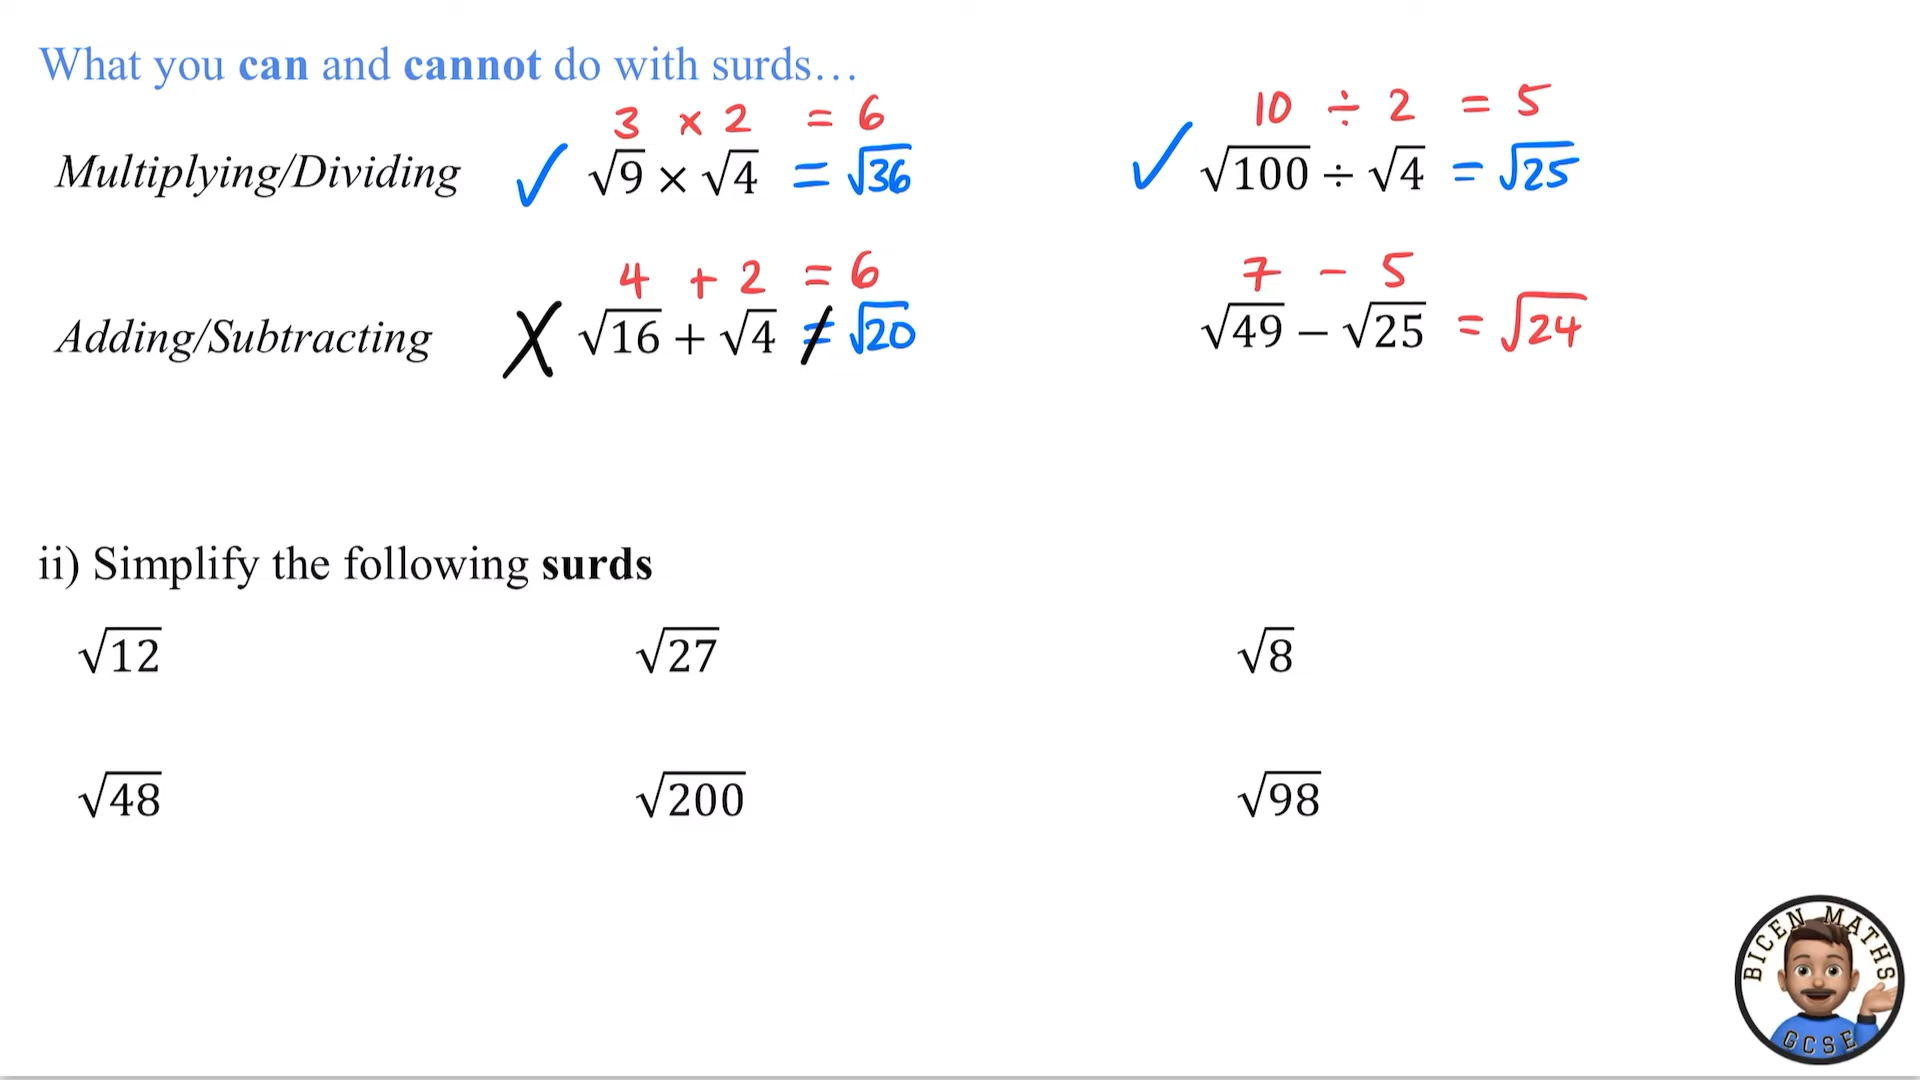 What you can and cannot do with surds…
3 × 2 = 6
10 ÷ 2 = 5
Multiplying/Dividing ✓ √9 × √4 = √36
✓ √100 ÷ √4 = √25
4 + 2 = 6
7 − 5
Adding/Subtracting X √16 + √4 ≠ √20
√49 − √25 = √24
ii) Simplify the following surds
√12 √27 √8
√48 √200 √98
BICEN MATHS
GCSE